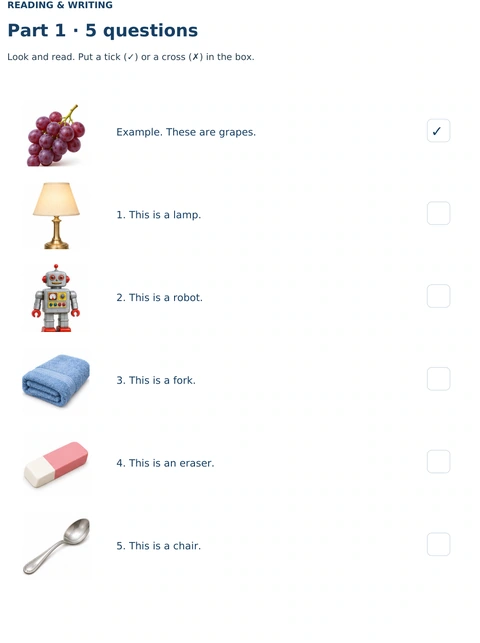 READING & WRITING
Part 1 · 5 questions
Look and read. Put a tick (✓) or a cross (✗) in the box.
Example. These are grapes. ✓
1. This is a lamp.
2. This is a robot.
3. This is a fork.
4. This is an eraser.
5. This is a chair.